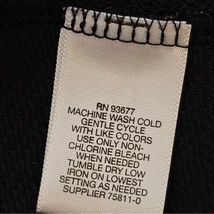 RN 93677
MACHINE WASH COLD
GENTLE CYCLE
WITH LIKE COLORS
USE ONLY NON-
CHLORINE BLEACH
WHEN NEEDED
TUMBLE DRY LOW
IRON ON LOWEST
SETTING AS NEEDED
SUPPLIER 75811-0